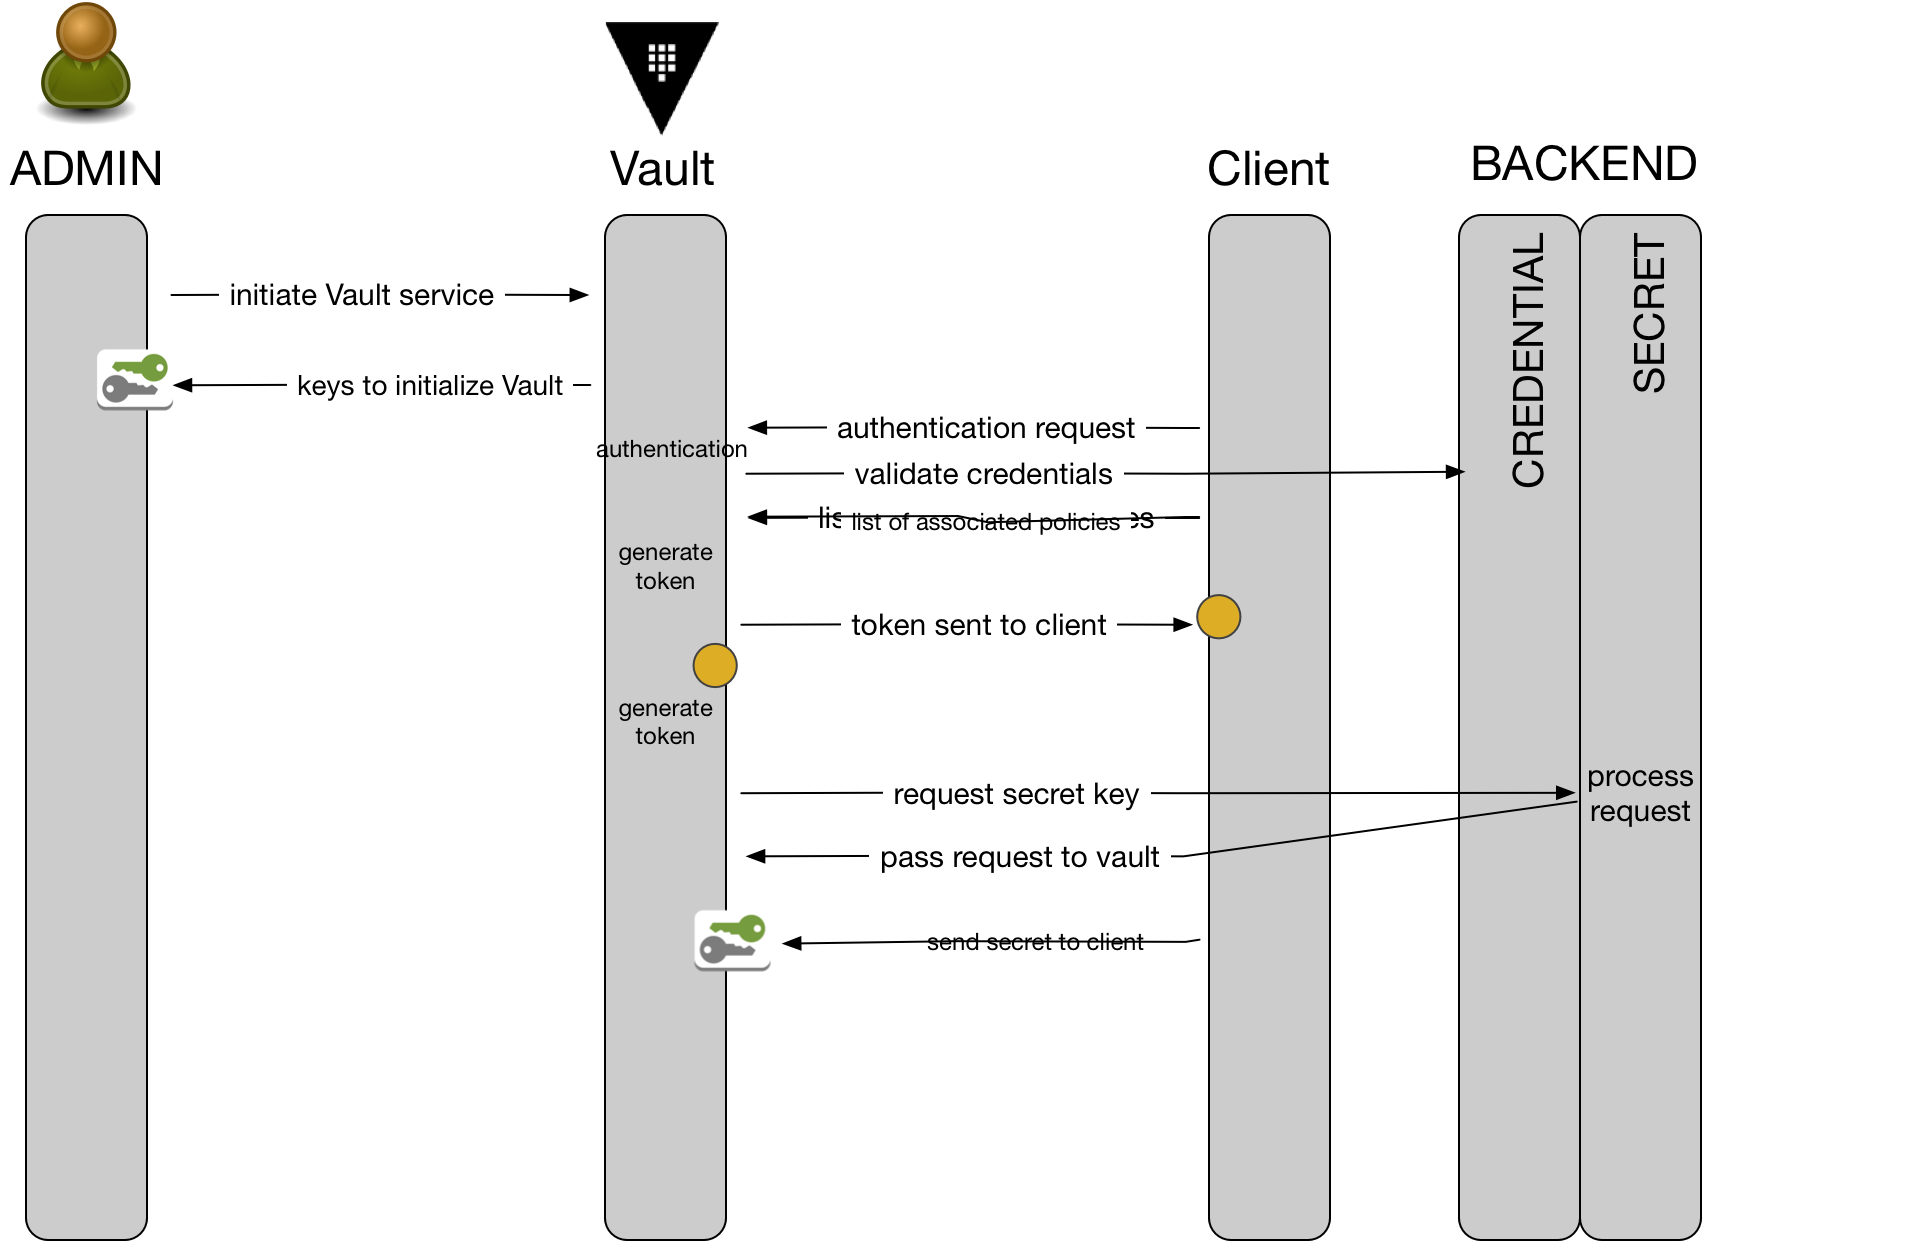 ADMIN
Vault
Client
BACKEND
CREDENTIAL
SECRET
initiate Vault service
keys to initialize Vault
authentication request
authentication
validate credentials
list of associated policies
generate
token
token sent to client
generate
token
request secret key
process
request
pass request to vault
send secret to client